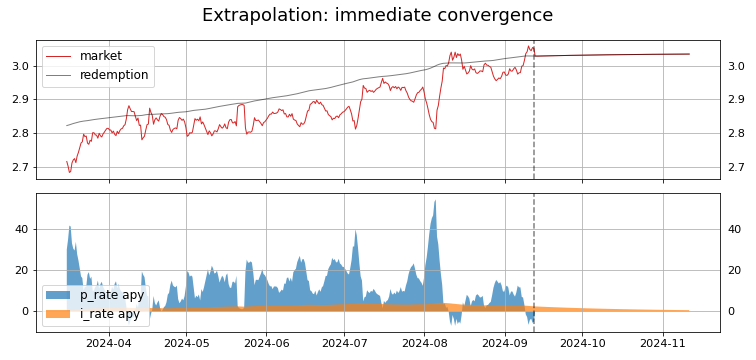 Extrapolation: immediate convergence
market
redemption
3.0
2.9
2.8
2.7
3.0
2.9
2.8
2.7
40
20
0
40
20
0
p_rate apy
i_rate apy
2024-04 2024-05 2024-06 2024-07 2024-08 2024-09 2024-10 2024-11